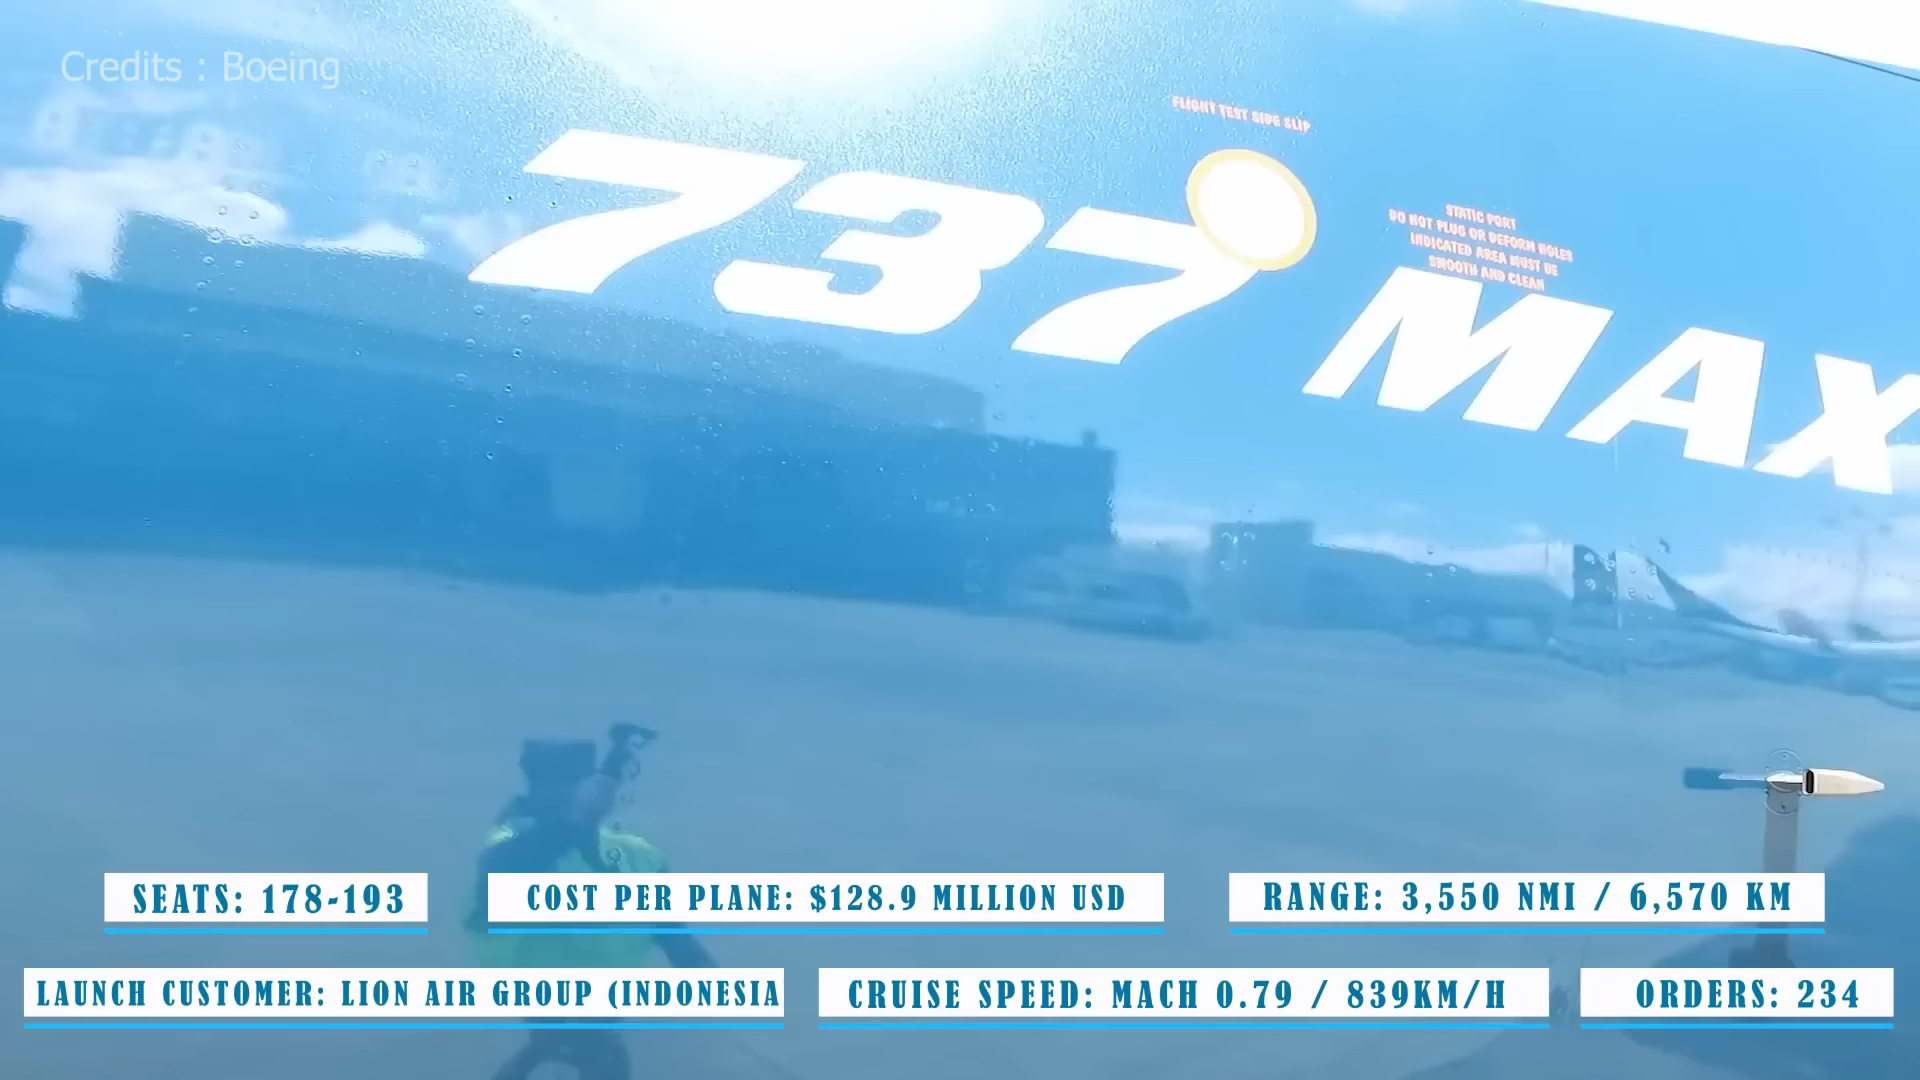 Credits : Boeing
FLIGHT TEST SIDE SLIP
737 MAX
STATIC PORT
DO NOT PLUG OR DEFORM HOLES
INDICATED AREA MUST BE
SMOOTH AND CLEAN
SEATS: 178-193
COST PER PLANE: $128.9 MILLION USD
RANGE: 3,550 NMI / 6,570 KM
LAUNCH CUSTOMER: LION AIR GROUP (INDONESIA
CRUISE SPEED: MACH 0.79 / 839KM/H
ORDERS: 234